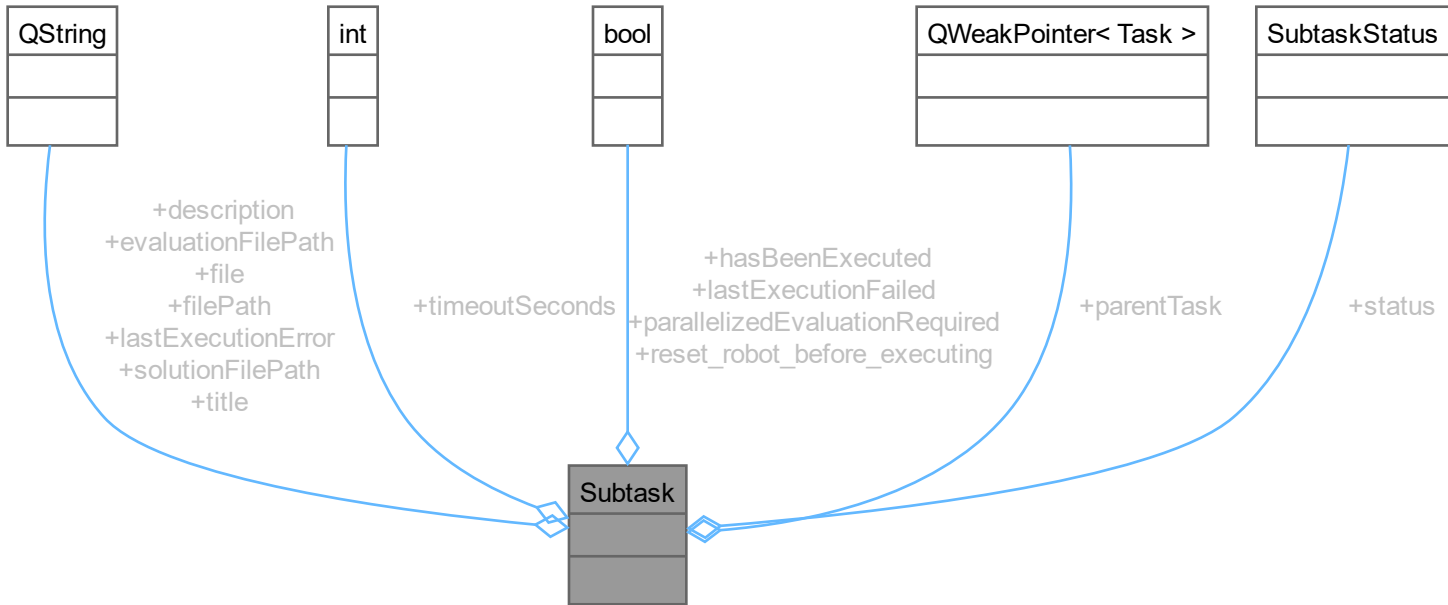 QString
int
bool
QWeakPointer< Task >
SubtaskStatus
+description
+evaluationFilePath
+file
+filePath
+lastExecutionError
+solutionFilePath
+title
+timeoutSeconds
+hasBeenExecuted
+lastExecutionFailed
+parallelizedEvaluationRequired
+reset_robot_before_executing
+parentTask
+status
Subtask